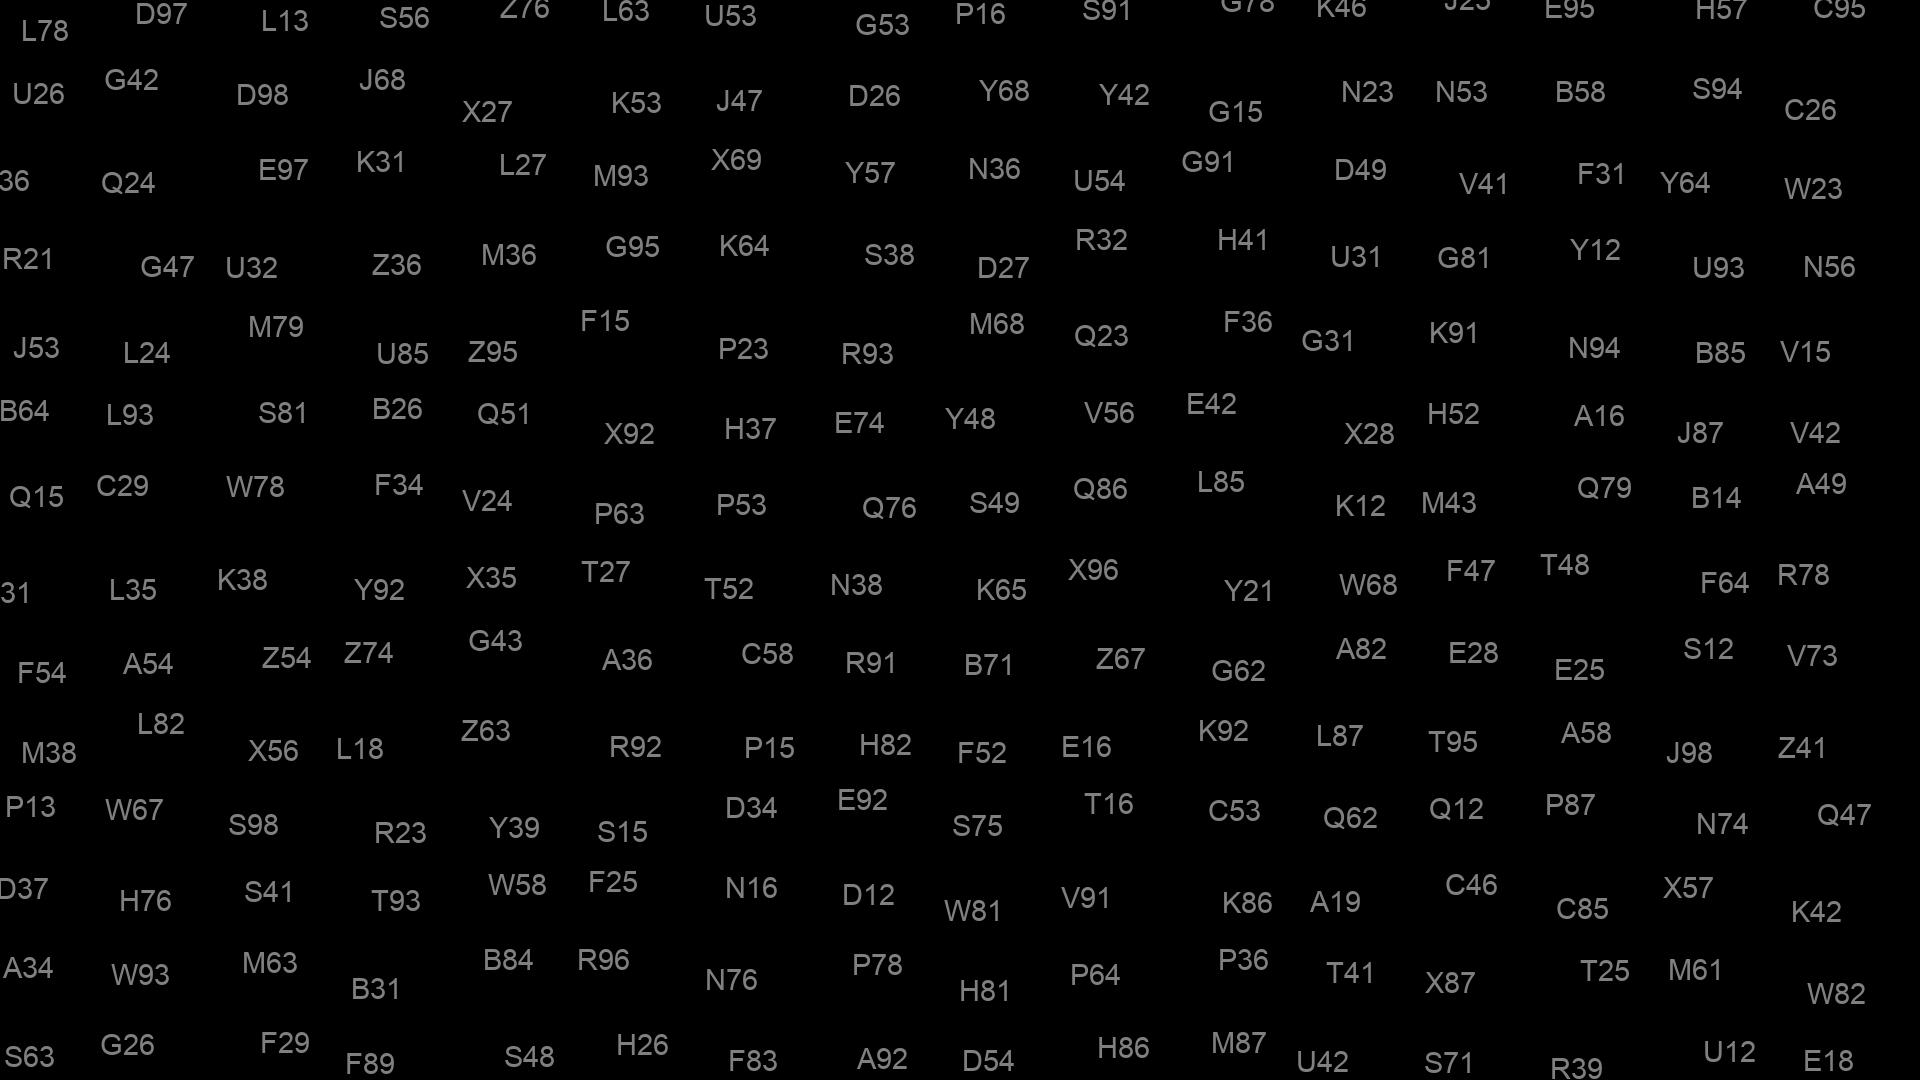 L78 D97 L13 S56 Z76 L63 U53 G53 P16 S91 G78 K46 J25 E95 H57 C95
U26 G42 D98 J68 X27 K53 J47 D26 Y68 Y42 G15 N23 N53 B58 S94 C26
36 Q24 E97 K31 L27 M93 X69 Y57 N36 U54 G91 D49 V41 F31 Y64 W23
R21 G47 U32 Z36 M36 G95 K64 S38 D27 R32 H41 U31 G81 Y12 U93 N56
J53 L24 M79 U85 Z95 F15 P23 R93 M68 Q23 F36 G31 K91 N94 B85 V15
B64 L93 S81 B26 Q51 X92 H37 E74 Y48 V56 E42 X28 H52 A16 J87 V42
Q15 C29 W78 F34 V24 P63 P53 Q76 S49 Q86 L85 K12 M43 Q79 B14 A49
31 L35 K38 Y92 X35 T27 T52 N38 K65 X96 Y21 W68 F47 T48 F64 R78
F54 A54 Z54 Z74 G43 A36 C58 R91 B71 Z67 G62 A82 E28 E25 S12 V73
M38 L82 X56 L18 Z63 R92 P15 H82 F52 E16 K92 L87 T95 A58 J98 Z41
P13 W67 S98 R23 Y39 S15 D34 E92 S75 T16 C53 Q62 Q12 P87 N74 Q47
D37 H76 S41 T93 W58 F25 N16 D12 W81 V91 K86 A19 C46 C85 X57 K42
A34 W93 M63 B31 B84 R96 N76 P78 H81 P64 P36 T41 X87 T25 M61 W82
S63 G26 F29 F89 S48 H26 F83 A92 D54 H86 M87 U42 S71 R39 U12 E18